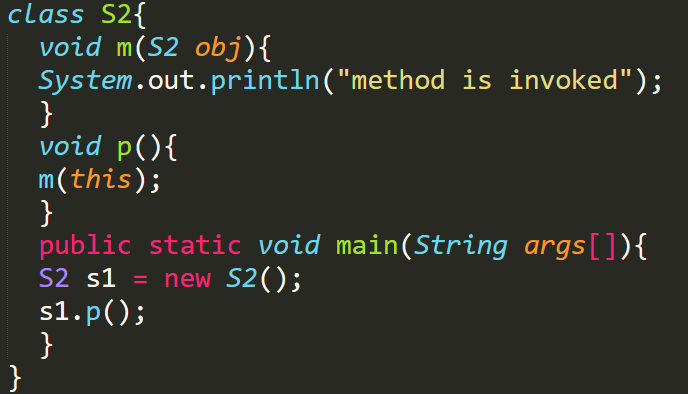 class S2{
void m(S2 obj){
System.out.println("method is invoked");
}
void p(){
m(this);
}
public static void main(String args[]){
S2 s1 = new S2();
s1.p();
}
}